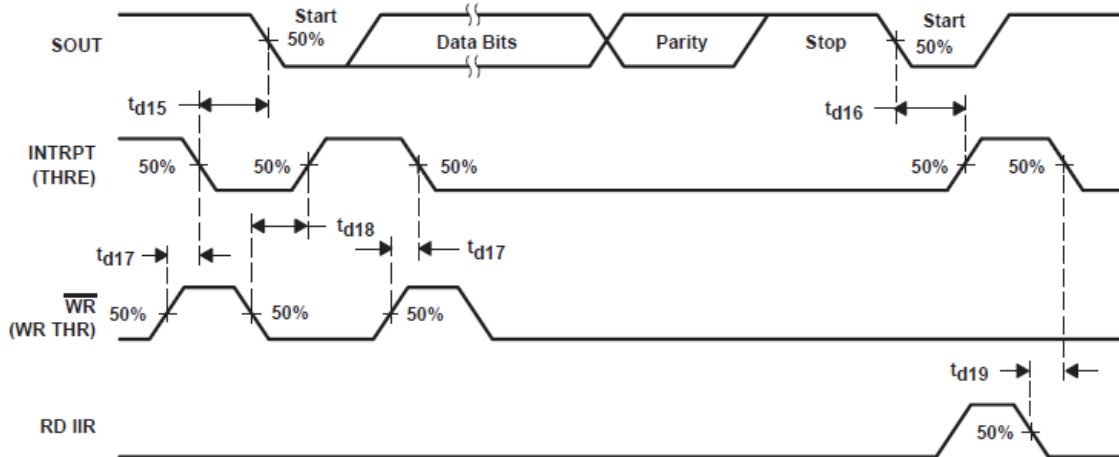 Start
Start
SOUT
50%
Data Bits
Parity
Stop
50%
td15
td16
INTRPT
(THRE)
50%
50%
50%
50%
50%
td18
td17
td17
WR
(WR THR)
50%
50%
50%
td19
RD IIR
50%